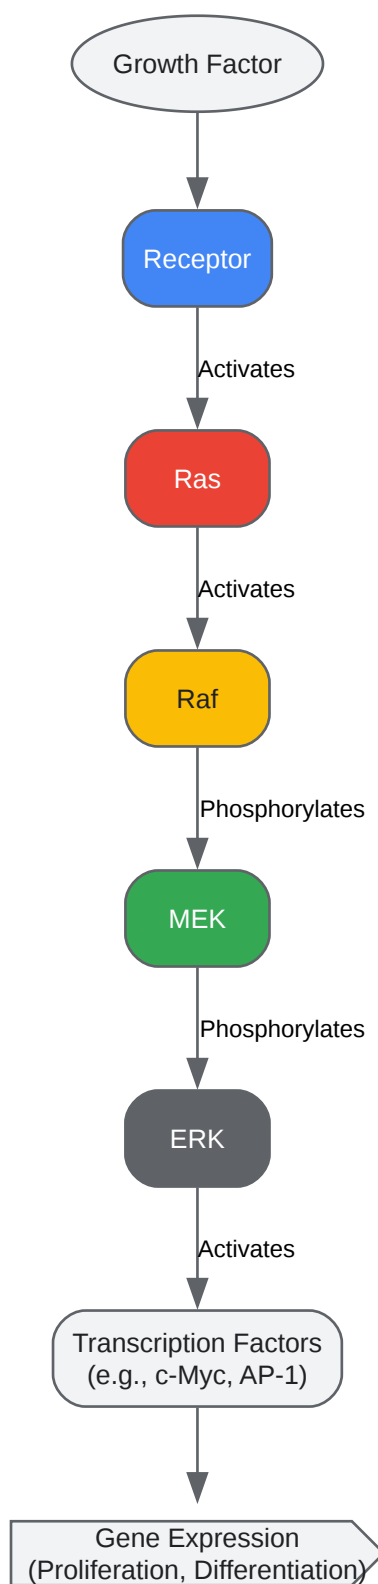 Growth Factor
Receptor
Activates
Ras
Activates
Raf
Phosphorylates
MEK
Phosphorylates
ERK
Activates
Transcription Factors
(e.g., c-Myc, AP-1)
Gene Expression
(Proliferation, Differentiation)